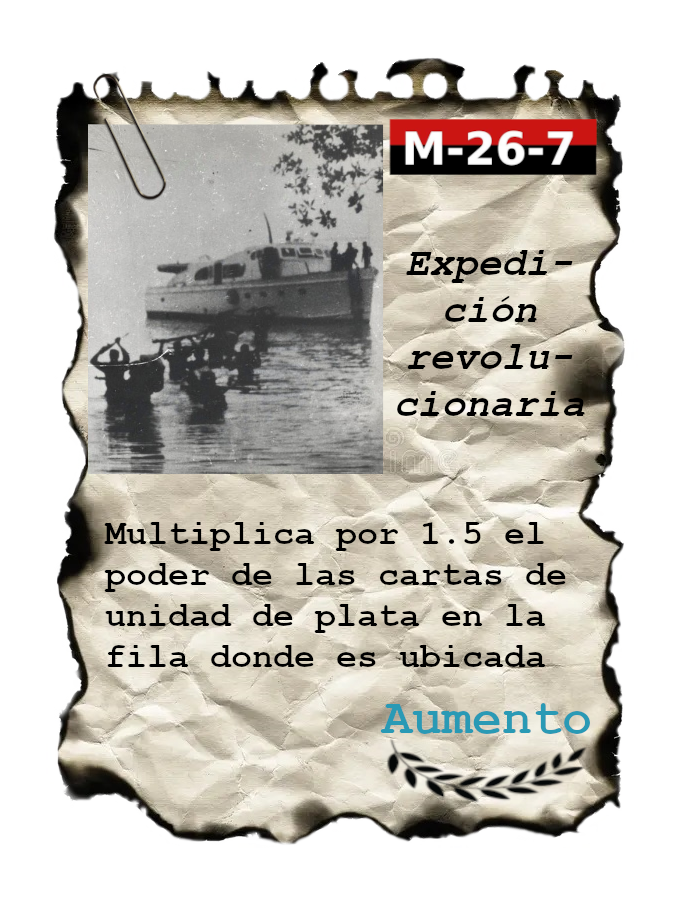 M-26-7
Expedi-
ción
revolu-
cionaria
Multiplica por 1.5 el
poder de las cartas de
unidad de plata en la
fila donde es ubicada
Aumento